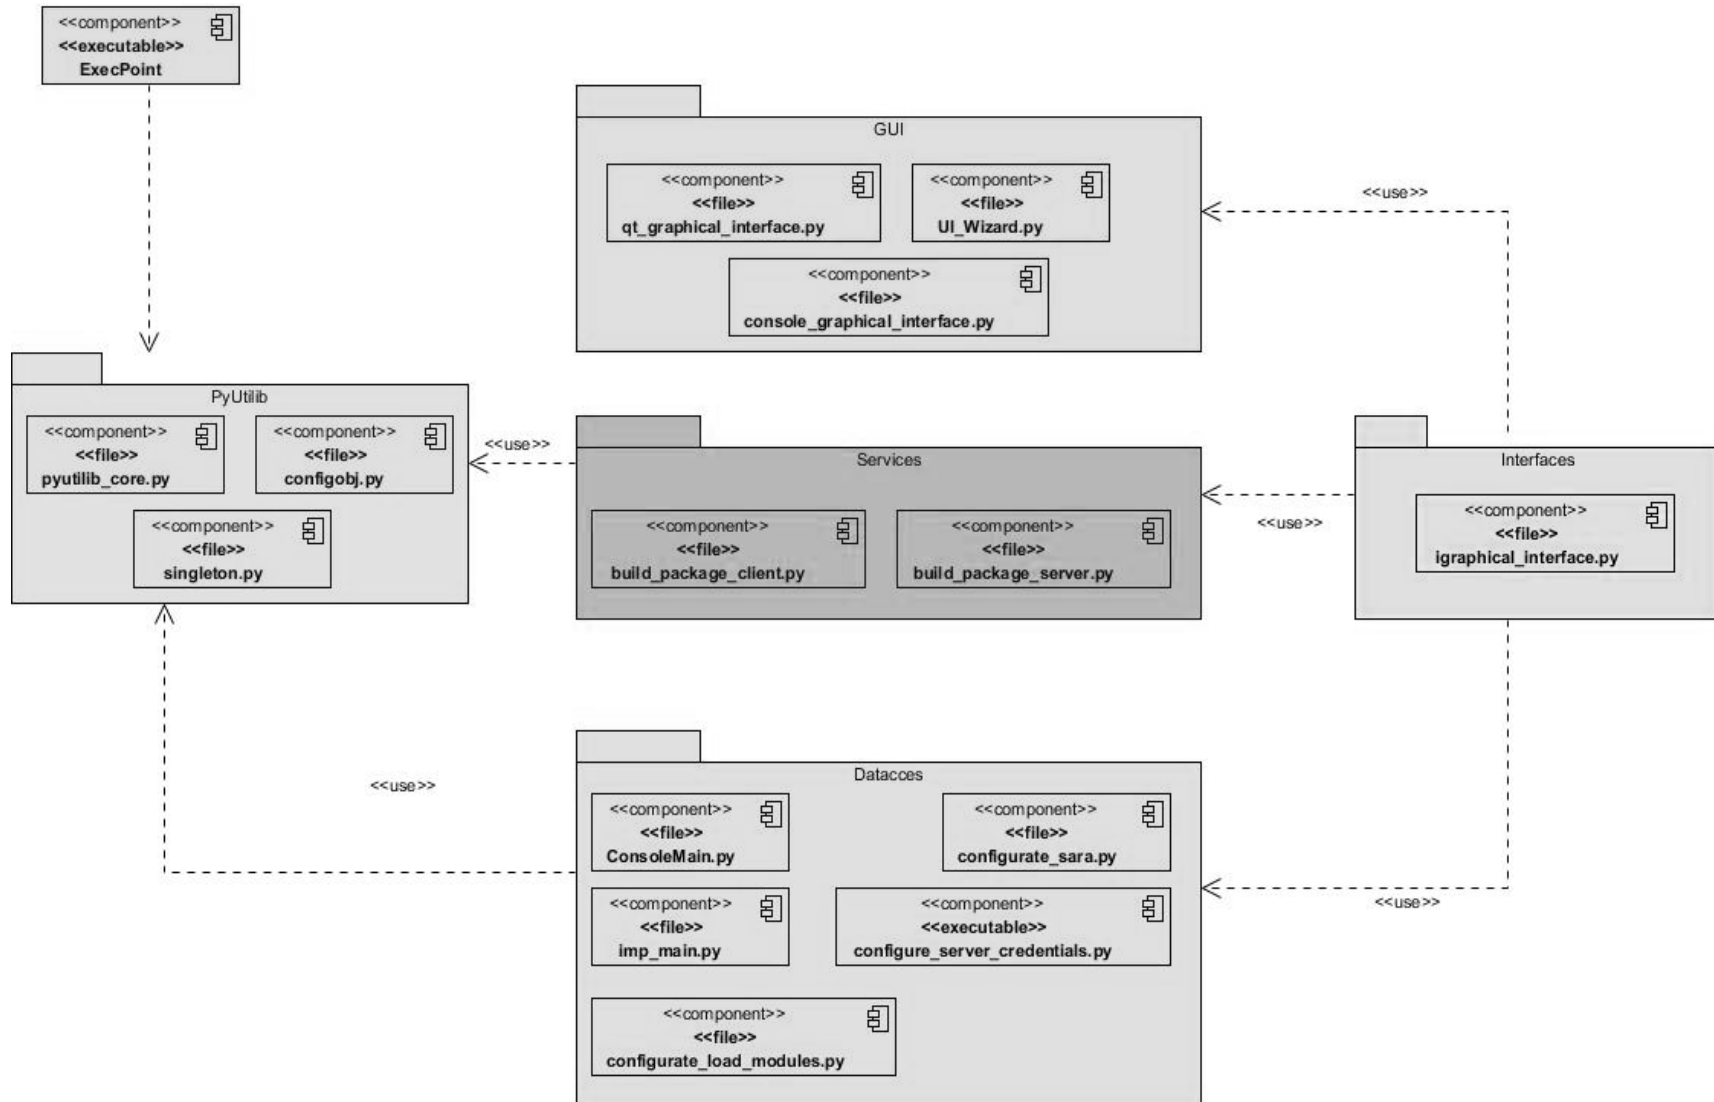 <<component>>
<<executable>>
ExecPoint
GUI
<<component>>
<<file>>
qt_graphical_interface.py
<<component>>
<<file>>
UI_Wizard.py
<<component>>
<<file>>
console_graphical_interface.py
<<use>>
PyUtilib
<<component>>
<<file>>
pyutilib_core.py
<<component>>
<<file>>
configobj.py
<<component>>
<<file>>
singleton.py
<<use>>
Services
<<component>>
<<file>>
build_package_client.py
<<component>>
<<file>>
build_package_server.py
<<use>>
Interfaces
<<component>>
<<file>>
igraphical_interface.py
<<use>>
Datacces
<<component>>
<<file>>
ConsoleMain.py
<<component>>
<<file>>
configurate_sara.py
<<component>>
<<file>>
imp_main.py
<<component>>
<<executable>>
configure_server_credentials.py
<<use>>
<<component>>
<<file>>
configurate_load_modules.py